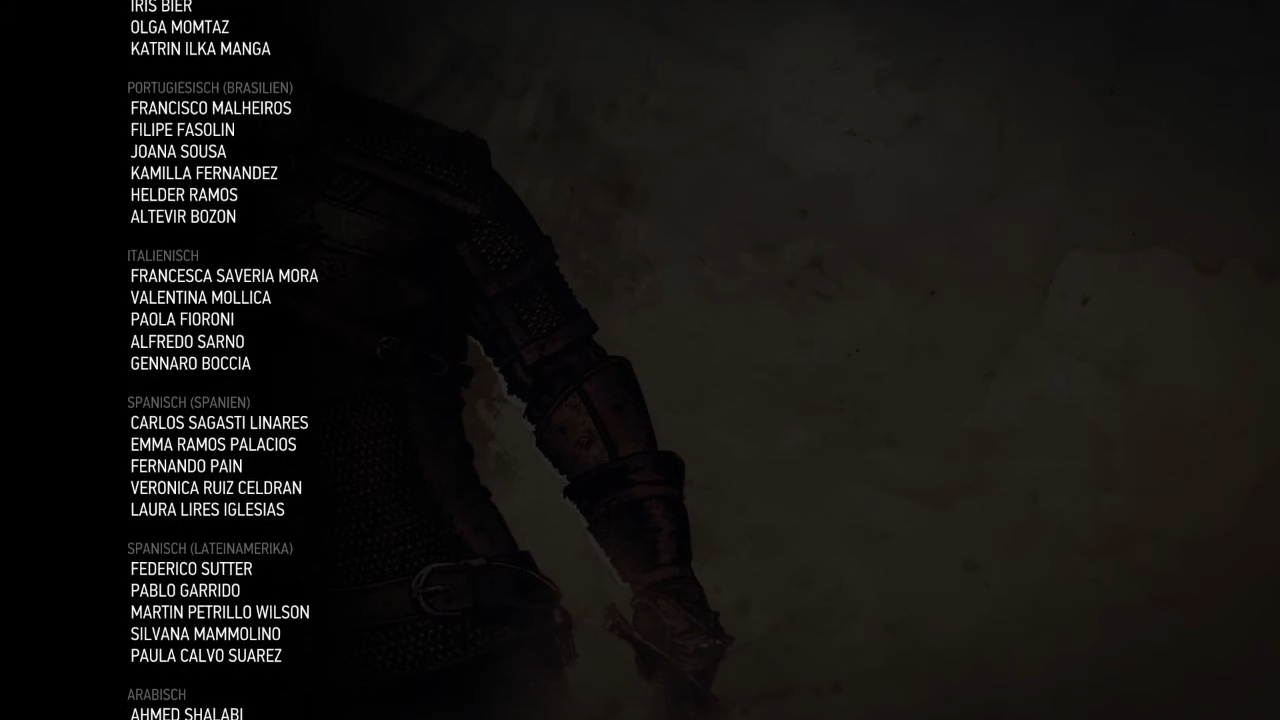 IRIS BIER
OLGA MOMTAZ
KATRIN ILKA MANGA
PORTUGIESISCH (BRASILIEN)
FRANCISCO MALHEIROS
FILIPE FASOLIN
JOANA SOUSA
KAMILLA FERNANDEZ
HELDER RAMOS
ALTEVIR BOZON
ITALIENISCH
FRANCESCA SAVERIA MORA
VALENTINA MOLLICA
PAOLA FIORONI
ALFREDO SARNO
GENNARO BOCCIA
SPANISCH (SPANIEN)
CARLOS SAGASTI LINARES
EMMA RAMOS PALACIOS
FERNANDO PAIN
VERONICA RUIZ CELDRAN
LAURA LIRES IGLESIAS
SPANISCH (LATEINAMERIKA)
FEDERICO SUTTER
PABLO GARRIDO
MARTIN PETRILLO WILSON
SILVANA MAMMOLINO
PAULA CALVO SUAREZ
ARABISCH
AHMED SHALABI